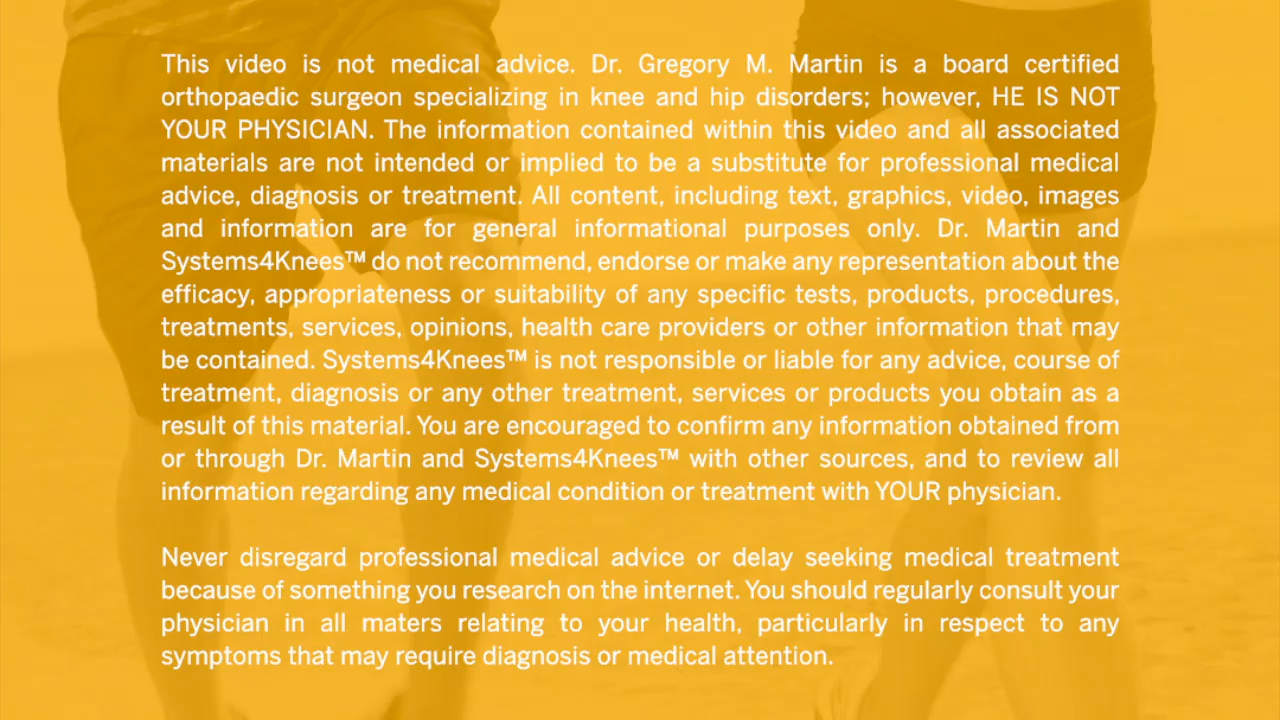 This video is not medical advice. Dr. Gregory M. Martin is a board certified
orthopaedic surgeon specializing in knee and hip disorders; however, HE IS NOT
YOUR PHYSICIAN. The information contained within this video and all associated
materials are not intended or implied to be a substitute for professional medical
advice, diagnosis or treatment. All content, including text, graphics, video, images
and information are for general informational purposes only. Dr. Martin and
Systems4Knees™ do not recommend, endorse or make any representation about the
efficacy, appropriateness or suitability of any specific tests, products, procedures,
treatments, services, opinions, health care providers or other information that may
be contained. Systems4Knees™ is not responsible or liable for any advice, course of
treatment, diagnosis or any other treatment, services or products you obtain as a
result of this material. You are encouraged to confirm any information obtained from
or through Dr. Martin and Systems4Knees™ with other sources, and to review all
information regarding any medical condition or treatment with YOUR physician.
Never disregard professional medical advice or delay seeking medical treatment
because of something you research on the internet. You should regularly consult your
physician in all maters relating to your health, particularly in respect to any
symptoms that may require diagnosis or medical attention.